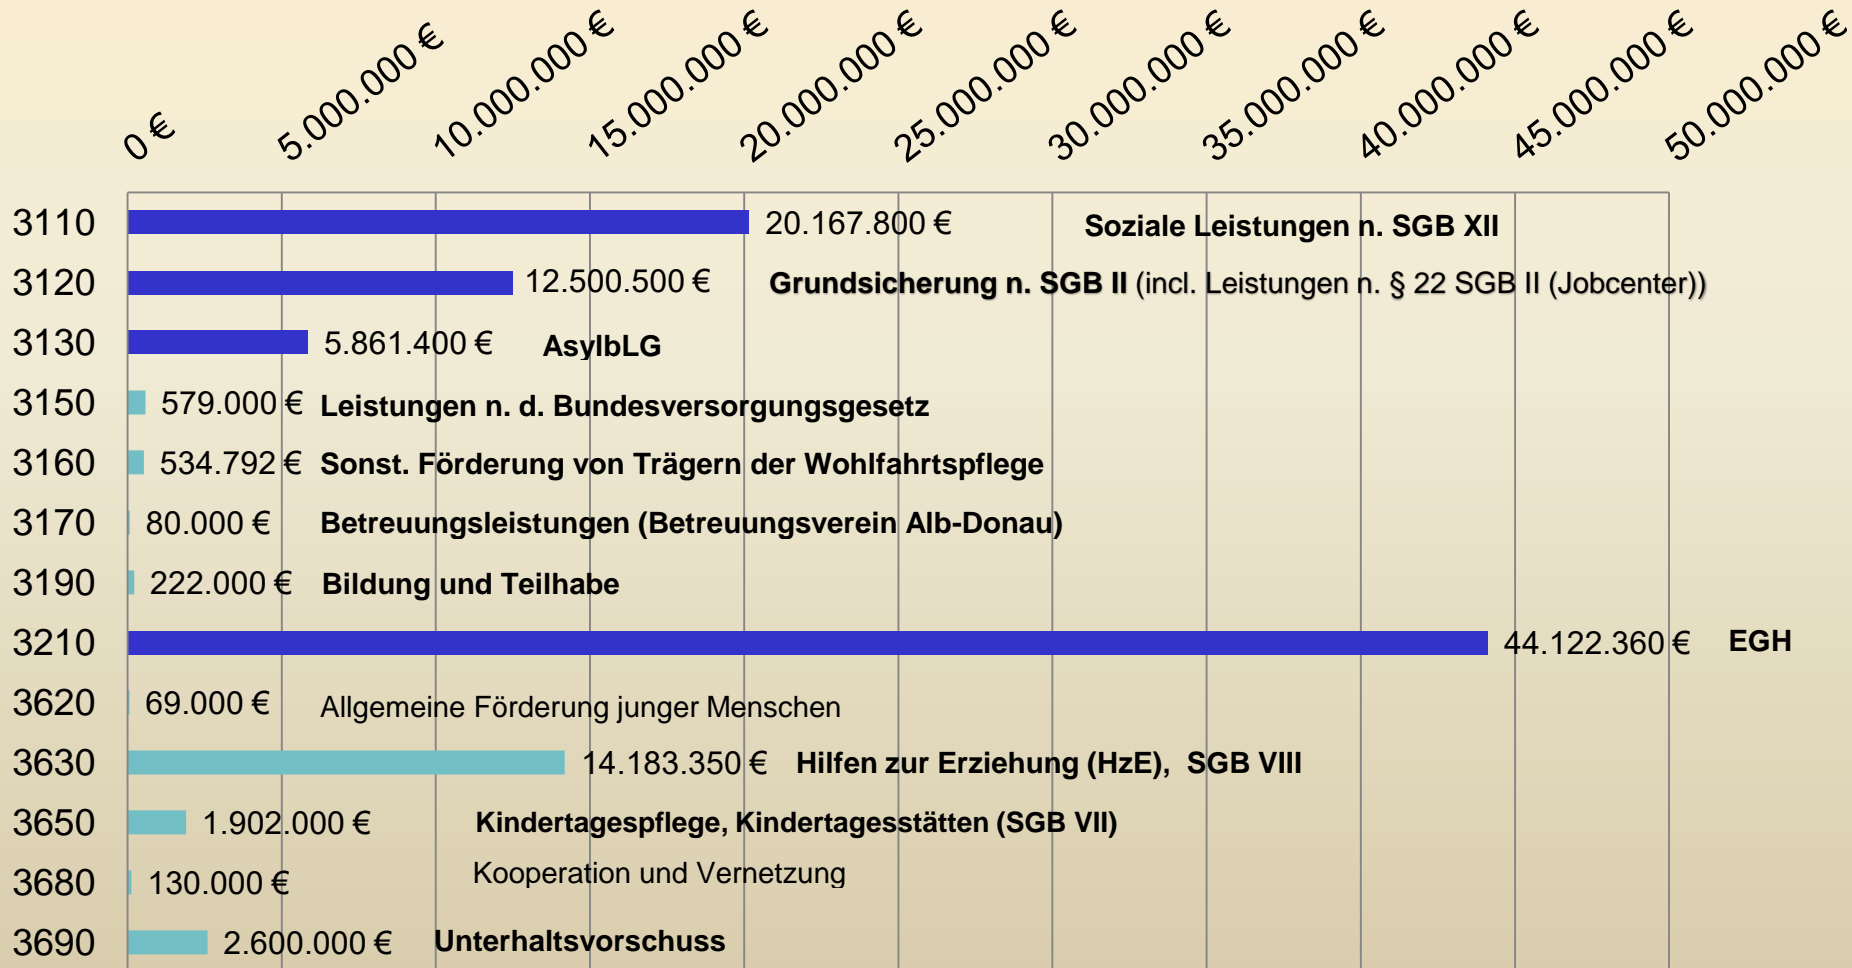 0 €
5.000.000 €
10.000.000 €
15.000.000 €
20.000.000 €
25.000.000 €
30.000.000 €
35.000.000 €
40.000.000 €
45.000.000 €
50.000.000 €
3110 20.167.800 € Soziale Leistungen n. SGB XII
3120 12.500.500 € Grundsicherung n. SGB II (incl. Leistungen n. § 22 SGB II (Jobcenter))
3130 5.861.400 € AsylbLG
3150 579.000 € Leistungen n. d. Bundesversorgungsgesetz
3160 534.792 € Sonst. Förderung von Trägern der Wohlfahrtspflege
3170 80.000 € Betreuungsleistungen (Betreuungsverein Alb-Donau)
3190 222.000 € Bildung und Teilhabe
3210 44.122.360 € EGH
3620 69.000 € Allgemeine Förderung junger Menschen
3630 14.183.350 € Hilfen zur Erziehung (HzE), SGB VIII
3650 1.902.000 € Kindertagespflege, Kindertagesstätten (SGB VII)
3680 130.000 € Kooperation und Vernetzung
3690 2.600.000 € Unterhaltsvorschuss